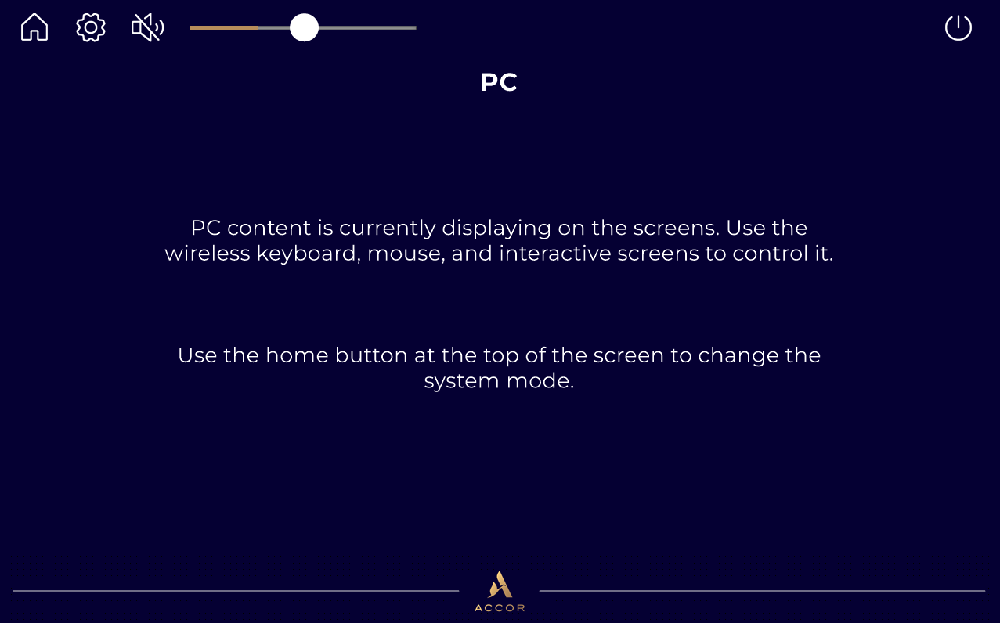 PC
PC content is currently displaying on the screens. Use the
wireless keyboard, mouse, and interactive screens to control it.
Use the home button at the top of the screen to change the
system mode.
ACCOR